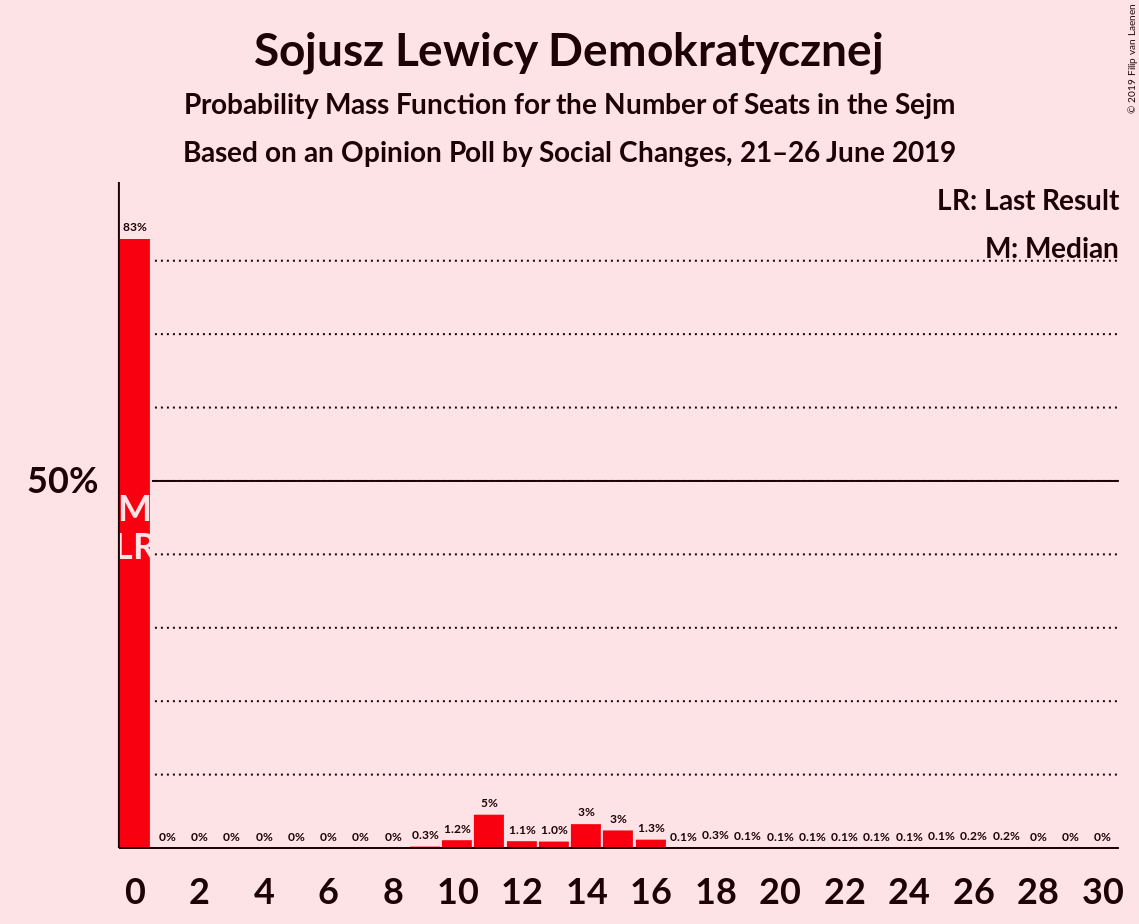 Sojusz Lewicy Demokratycznej
Probability Mass Function for the Number of Seats in the Sejm
Based on an Opinion Poll by Social Changes, 21–26 June 2019
© 2019 Filip van Laenen
LR: Last Result
M: Median
50%
83% 0% 0% 0% 0% 0% 0% 0% 0% 0.3% 1.2% 5% 1.1% 1.0% 3% 3% 1.3% 0.1% 0.3% 0.1% 0.1% 0.1% 0.1% 0.1% 0.1% 0.1% 0.2% 0.2% 0% 0% 0%
M
LR
0 2 4 6 8 10 12 14 16 18 20 22 24 26 28 30